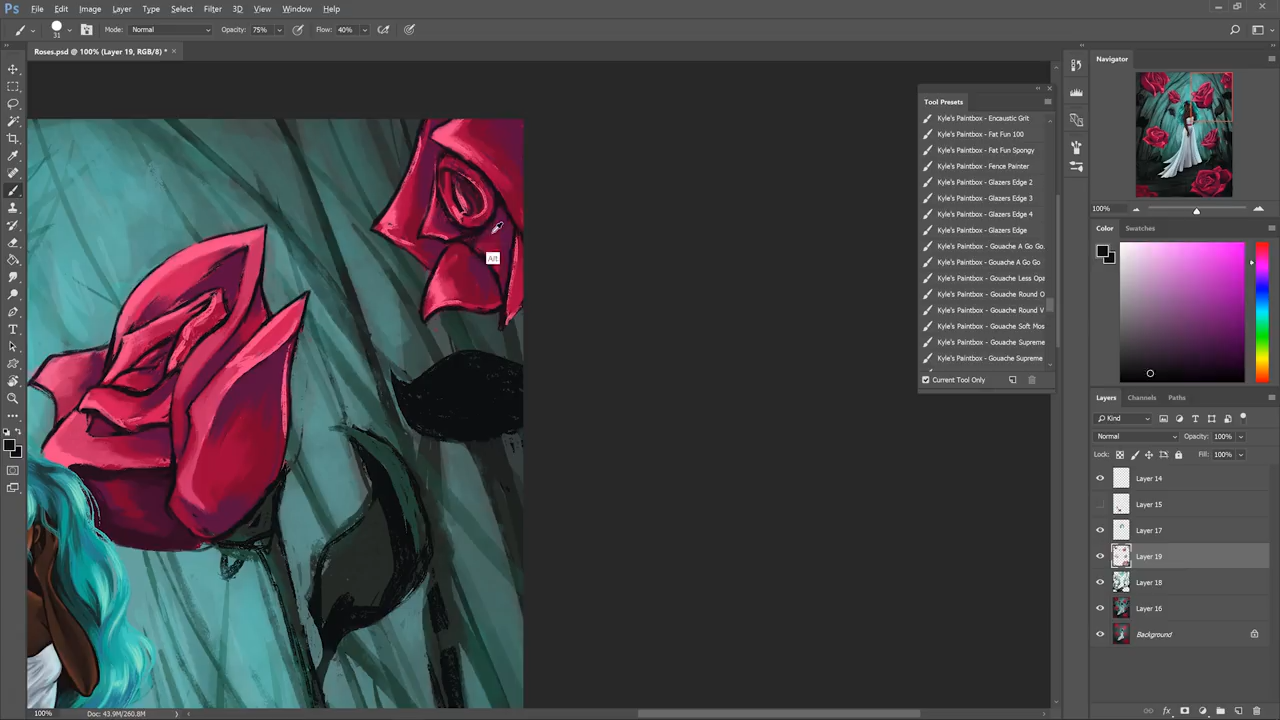 Ps File Edit Image Layer Type Select Filter 3D View Window Help
31 Mode: Normal Opacity: 75% Flow: 40%
Roses.psd @ 100% (Layer 19, RGB/8) * ×
Alt
Tool Presets
Kyle's Paintbox - Encaustic Grit
Kyle's Paintbox - Fat Fun 100
Kyle's Paintbox - Fat Fun Spongy
Kyle's Paintbox - Fence Painter
Kyle's Paintbox - Glazers Edge 2
Kyle's Paintbox - Glazers Edge 3
Kyle's Paintbox - Glazers Edge 4
Kyle's Paintbox - Glazers Edge
Kyle's Paintbox - Gouache A Go Go.
Kyle's Paintbox - Gouache A Go Go
Kyle's Paintbox - Gouache Less Opa
Kyle's Paintbox - Gouache Round O
Kyle's Paintbox - Gouache Round V
Kyle's Paintbox - Gouache Soft Mos
Kyle's Paintbox - Gouache Supreme
Kyle's Paintbox - Gouache Supreme
Current Tool Only
Navigator
100%
Color Swatches
Layers Channels Paths
Kind
Normal Opacity: 100%
Lock: Fill: 100%
Layer 14
Layer 15
Layer 17
Layer 19
Layer 18
Layer 16
Background
fx
100% Doc: 43.9M/260.8M